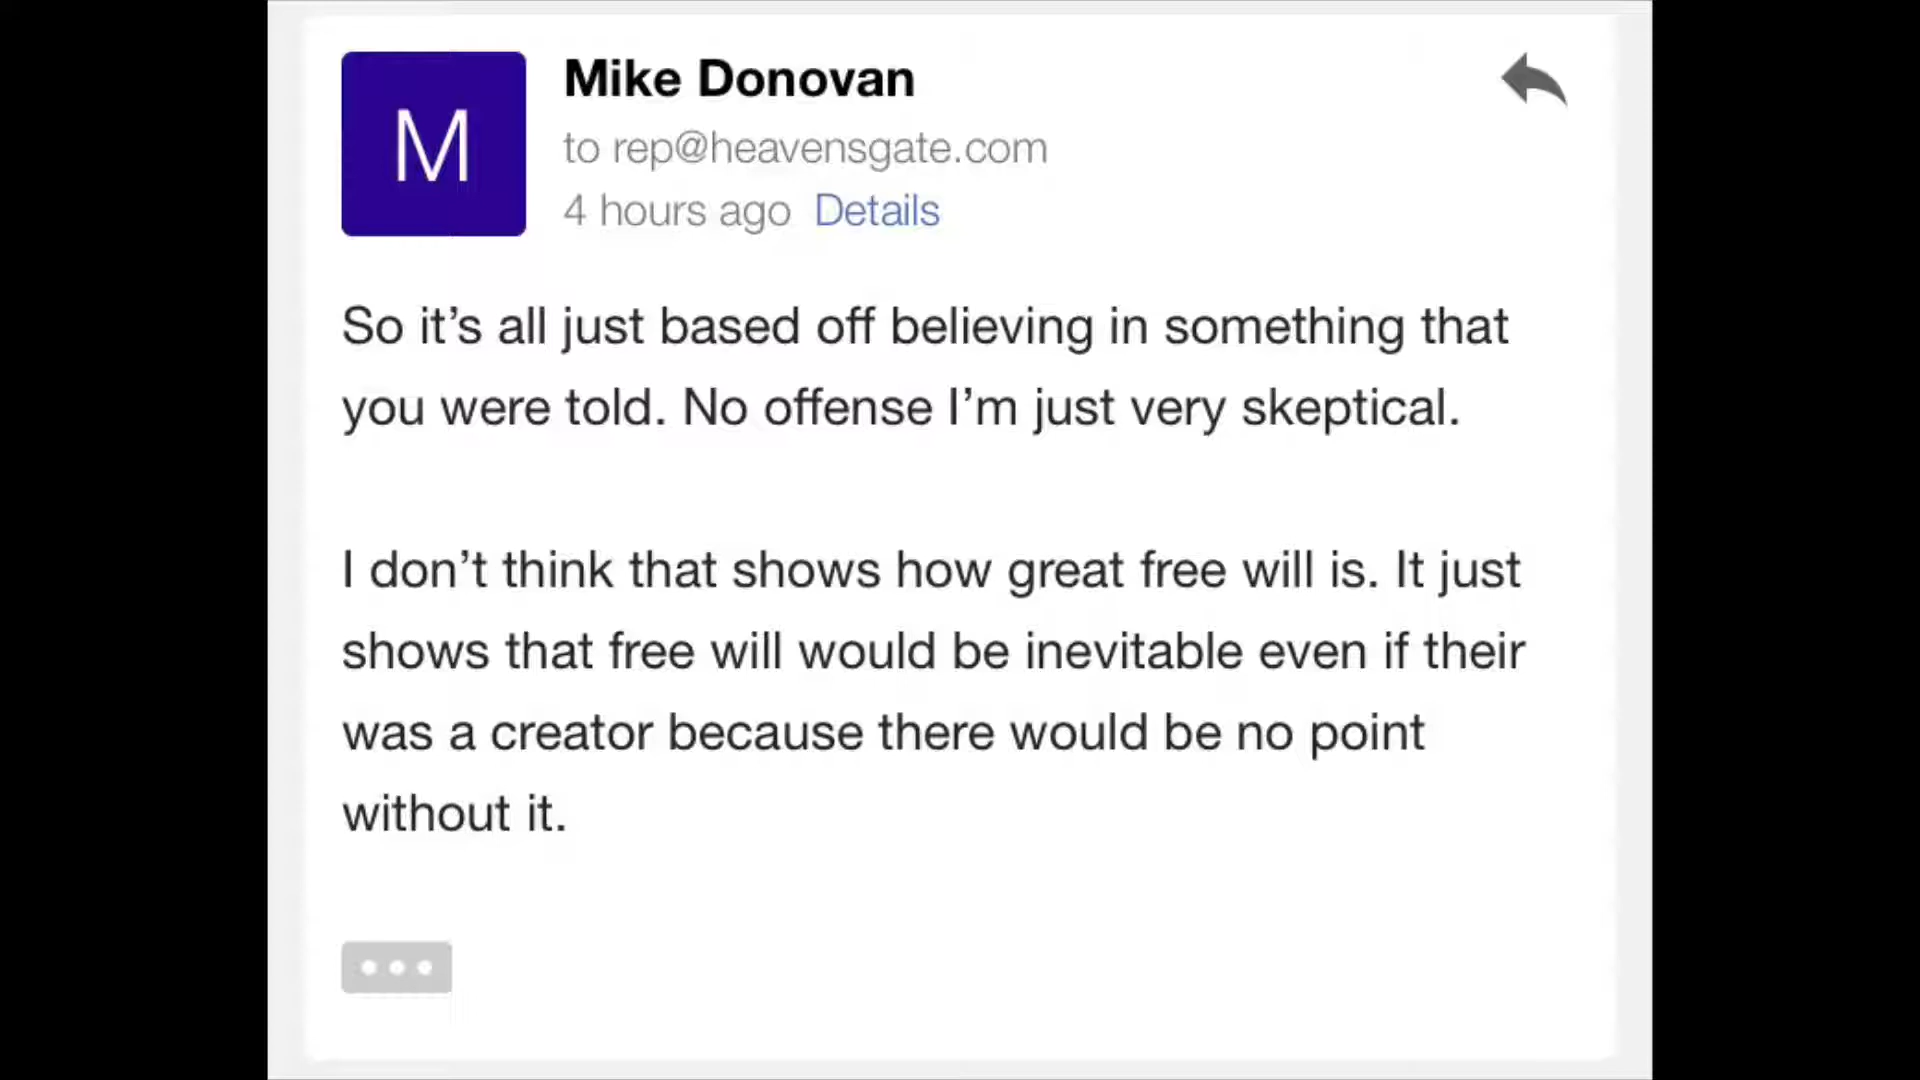 M
Mike Donovan
to rep@heavensgate.com
4 hours ago Details
So it’s all just based off believing in something that
you were told. No offense I’m just very skeptical.
I don’t think that shows how great free will is. It just
shows that free will would be inevitable even if their
was a creator because there would be no point
without it.